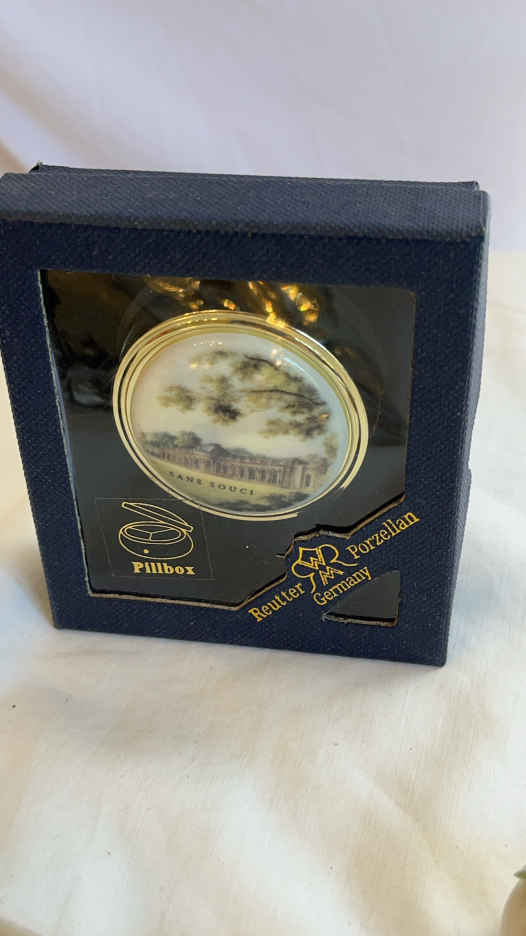 SANS SOUCI
Pillbox
Reutter Porzellan
Germany